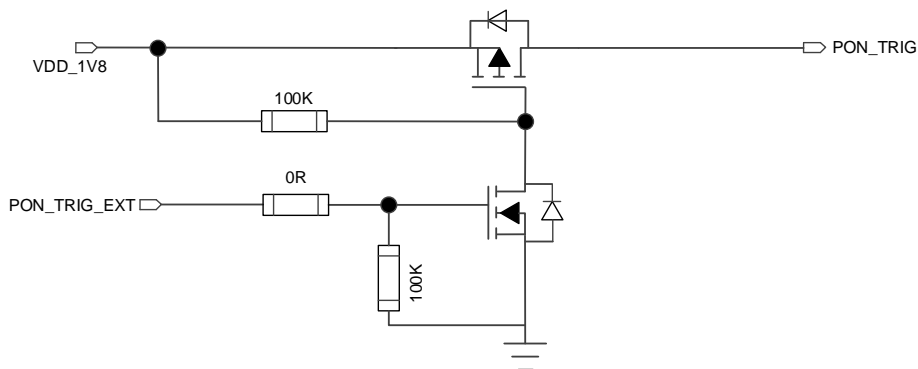 PON_TRIG
VDD_1V8
100K
0R
PON_TRIG_EXT
100K